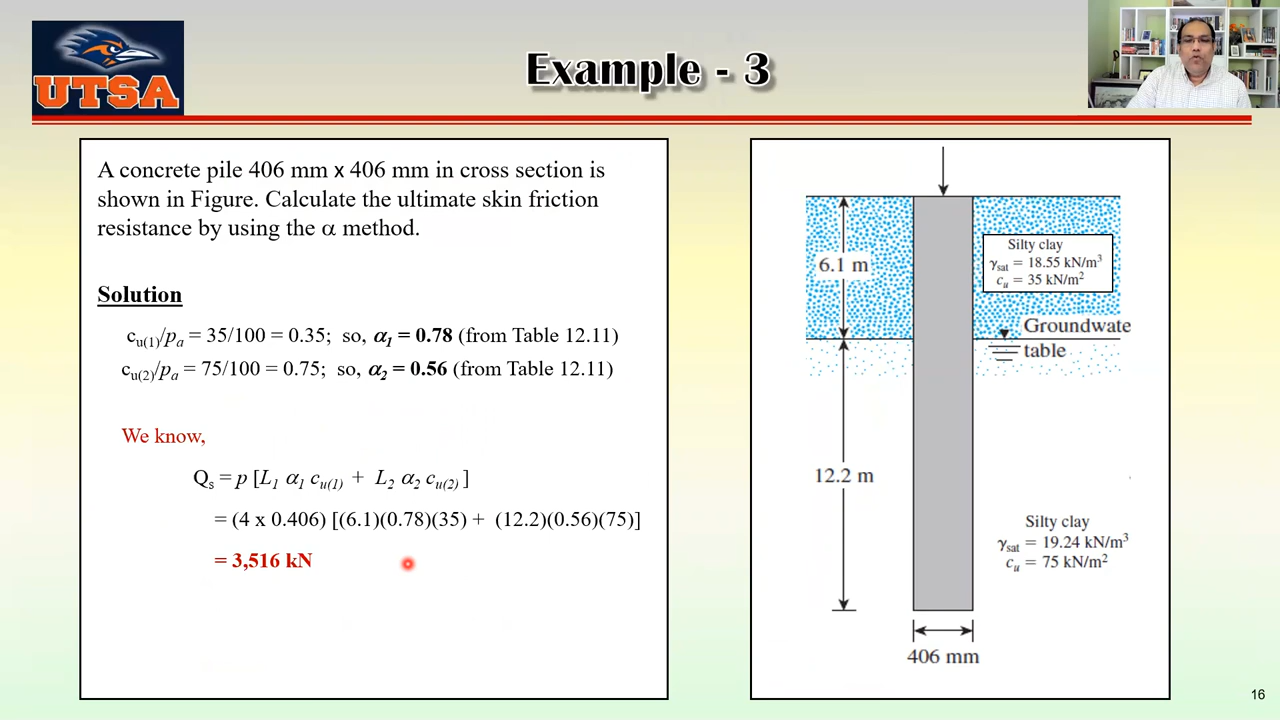 UTSA
Example - 3
A concrete pile 406 mm x 406 mm in cross section is
shown in Figure. Calculate the ultimate skin friction
resistance by using the α method.
Solution
cu(1)/pa = 35/100 = 0.35; so, α1 = 0.78 (from Table 12.11)
cu(2)/pa = 75/100 = 0.75; so, α2 = 0.56 (from Table 12.11)
We know,
Qs = p [L1 α1 cu(1) + L2 α2 cu(2) ]
= (4 x 0.406) [(6.1)(0.78)(35) + (12.2)(0.56)(75)]
= 3,516 kN
6.1 m
Silty clay
γsat = 18.55 kN/m³
cu = 35 kN/m²
Groundwate
table
12.2 m
Silty clay
γsat = 19.24 kN/m³
cu = 75 kN/m²
406 mm
16